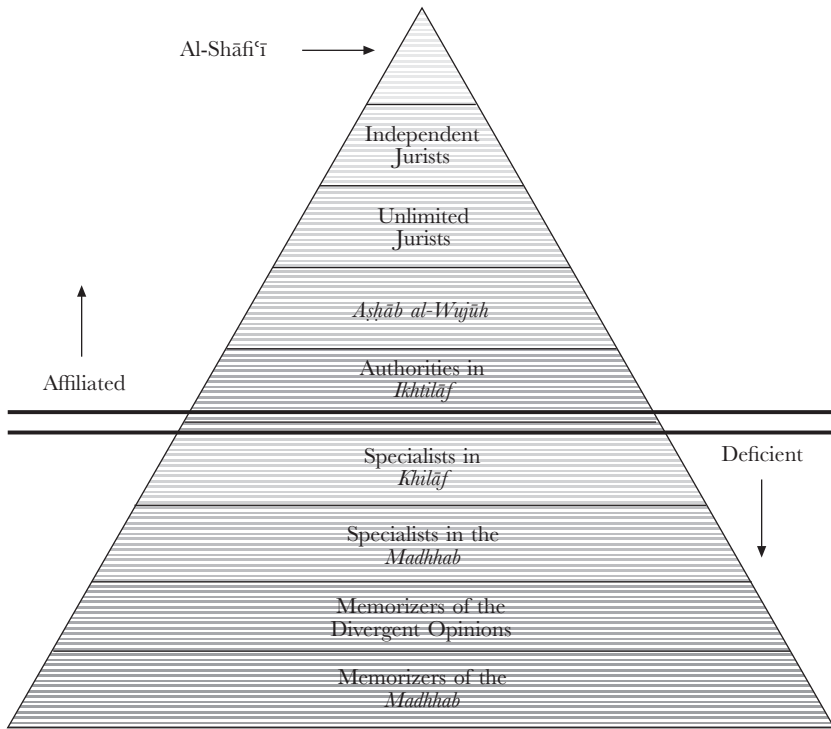 Al-Shāfiʿī
Independent
Jurists
Unlimited
Jurists
Aṣḥāb al-Wujūh
Authorities in
Ikhtilāf
Affiliated
Specialists in
Khilāf
Deficient
Specialists in the
Madhhab
Memorizers of the
Divergent Opinions
Memorizers of the
Madhhab